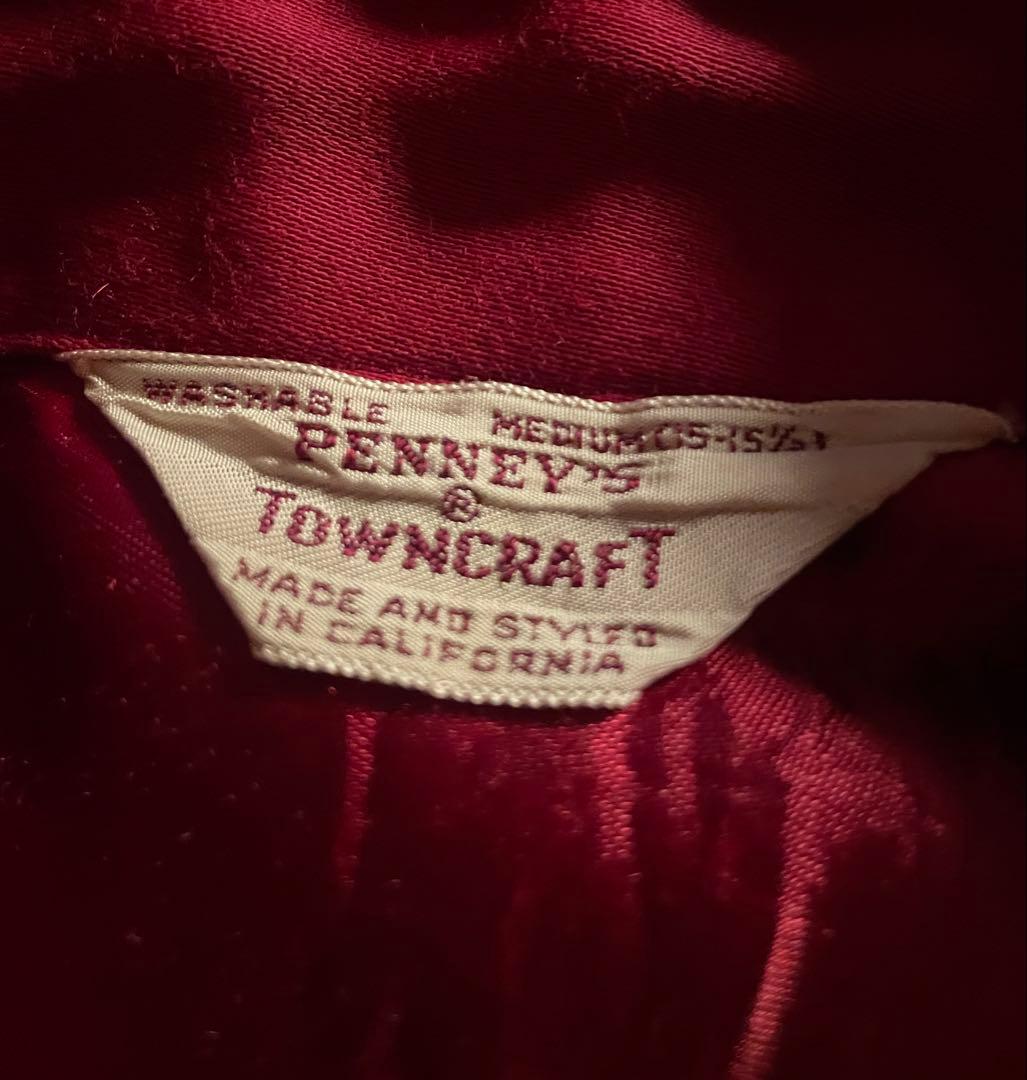 WASHABLE MEDIUM (15-15½)
PENNEY'S
®
TOWNCRAFT
MADE AND STYLED
IN CALIFORNIA